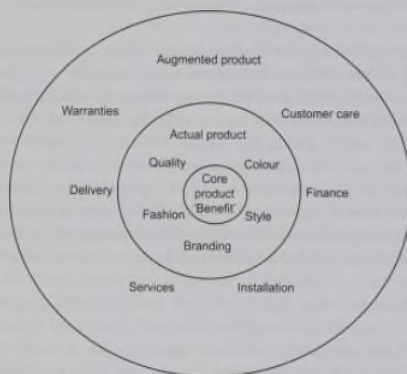 Augmented product
Warranties
Customer care
Actual product
Quality
Colour
Core
product
'Benefit'
Delivery
Finance
Fashion
Style
Branding
Services
Installation